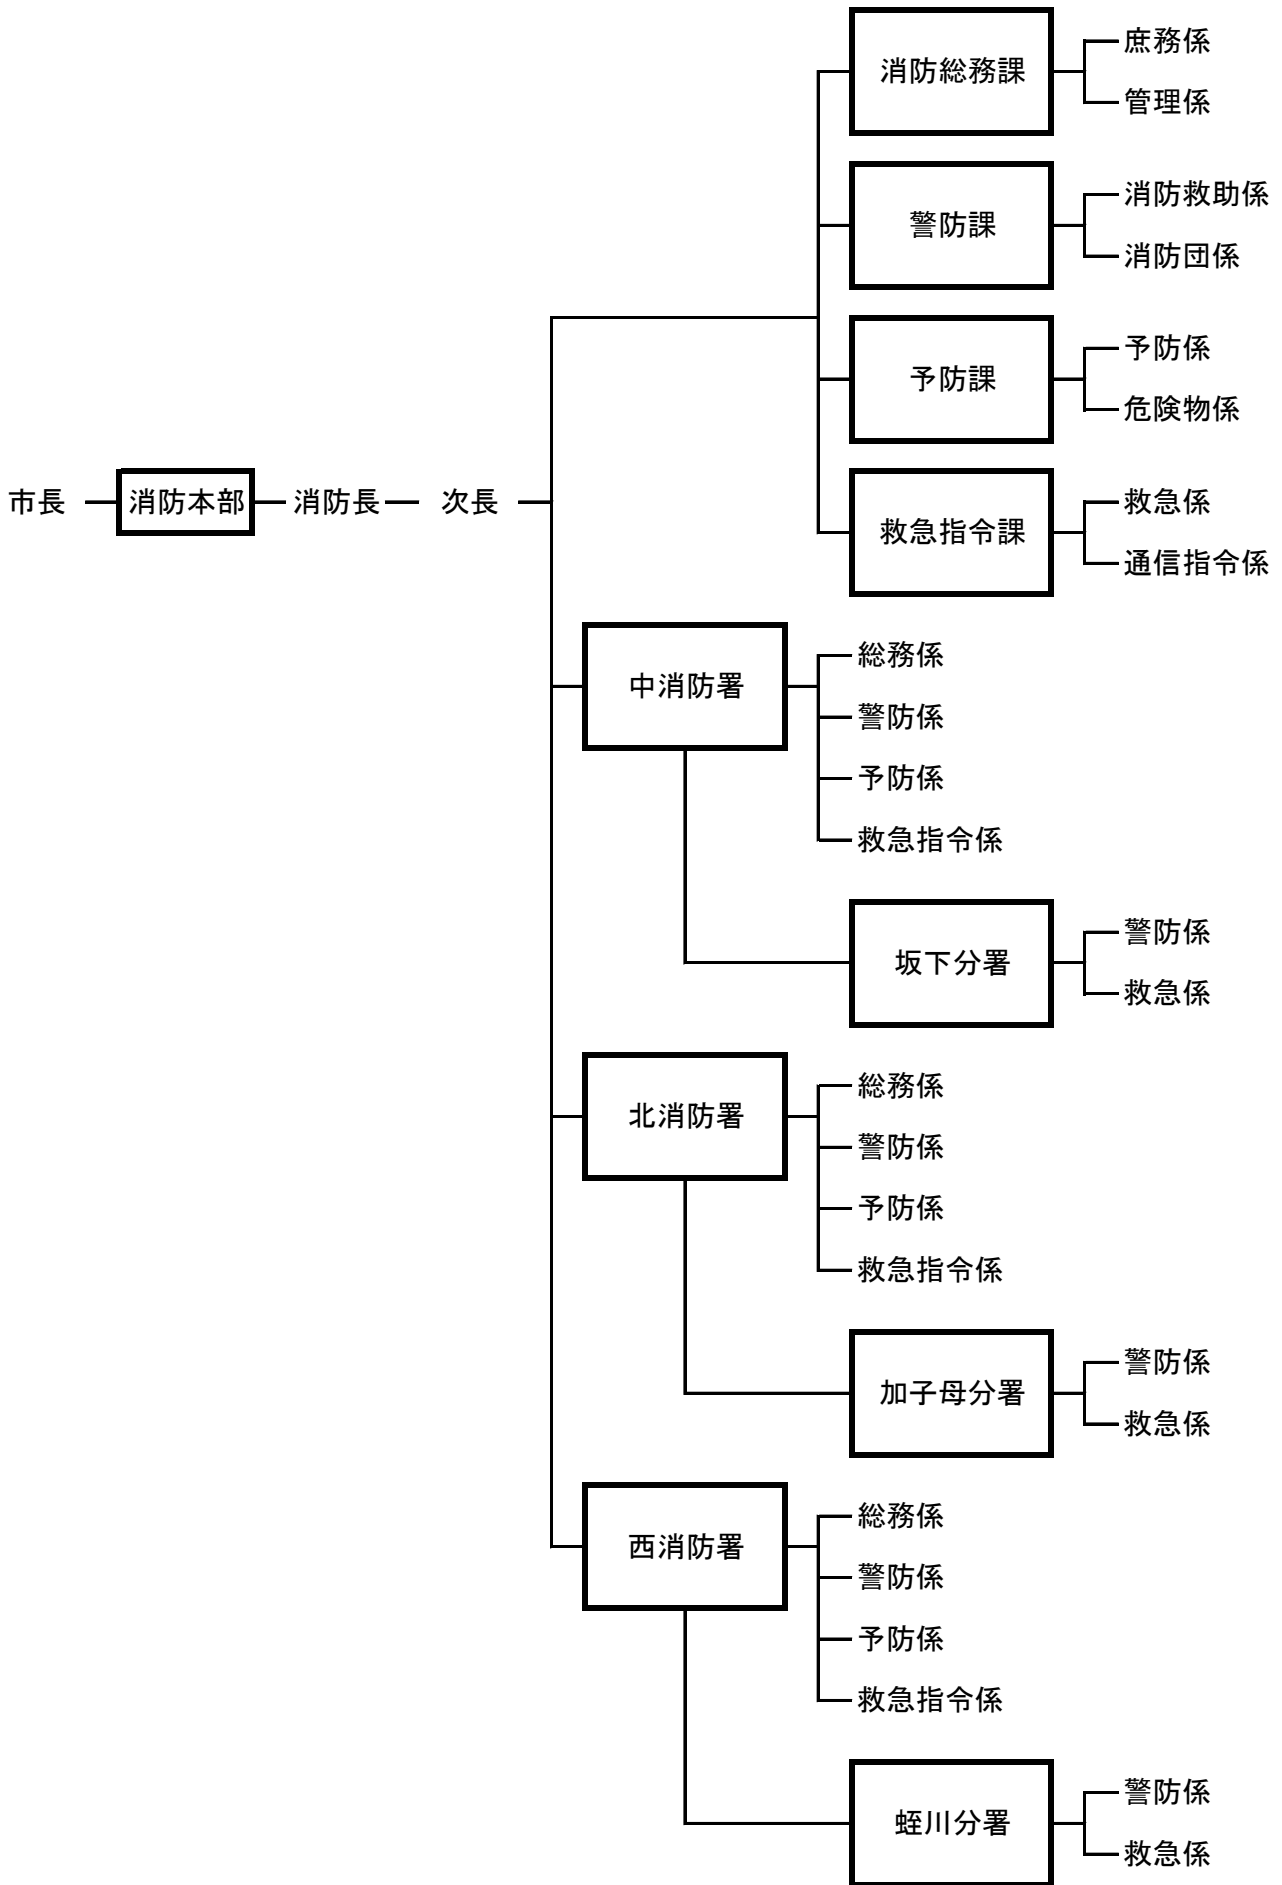 消防総務課
庶務係
管理係
警防課
消防救助係
消防団係
予防課
予防係
危険物係
市長
消防本部
消防長
次長
救急指令課
救急係
通信指令係
中消防署
総務係
警防係
予防係
救急指令係
坂下分署
警防係
救急係
北消防署
総務係
警防係
予防係
救急指令係
加子母分署
警防係
救急係
西消防署
総務係
警防係
予防係
救急指令係
蛭川分署
警防係
救急係